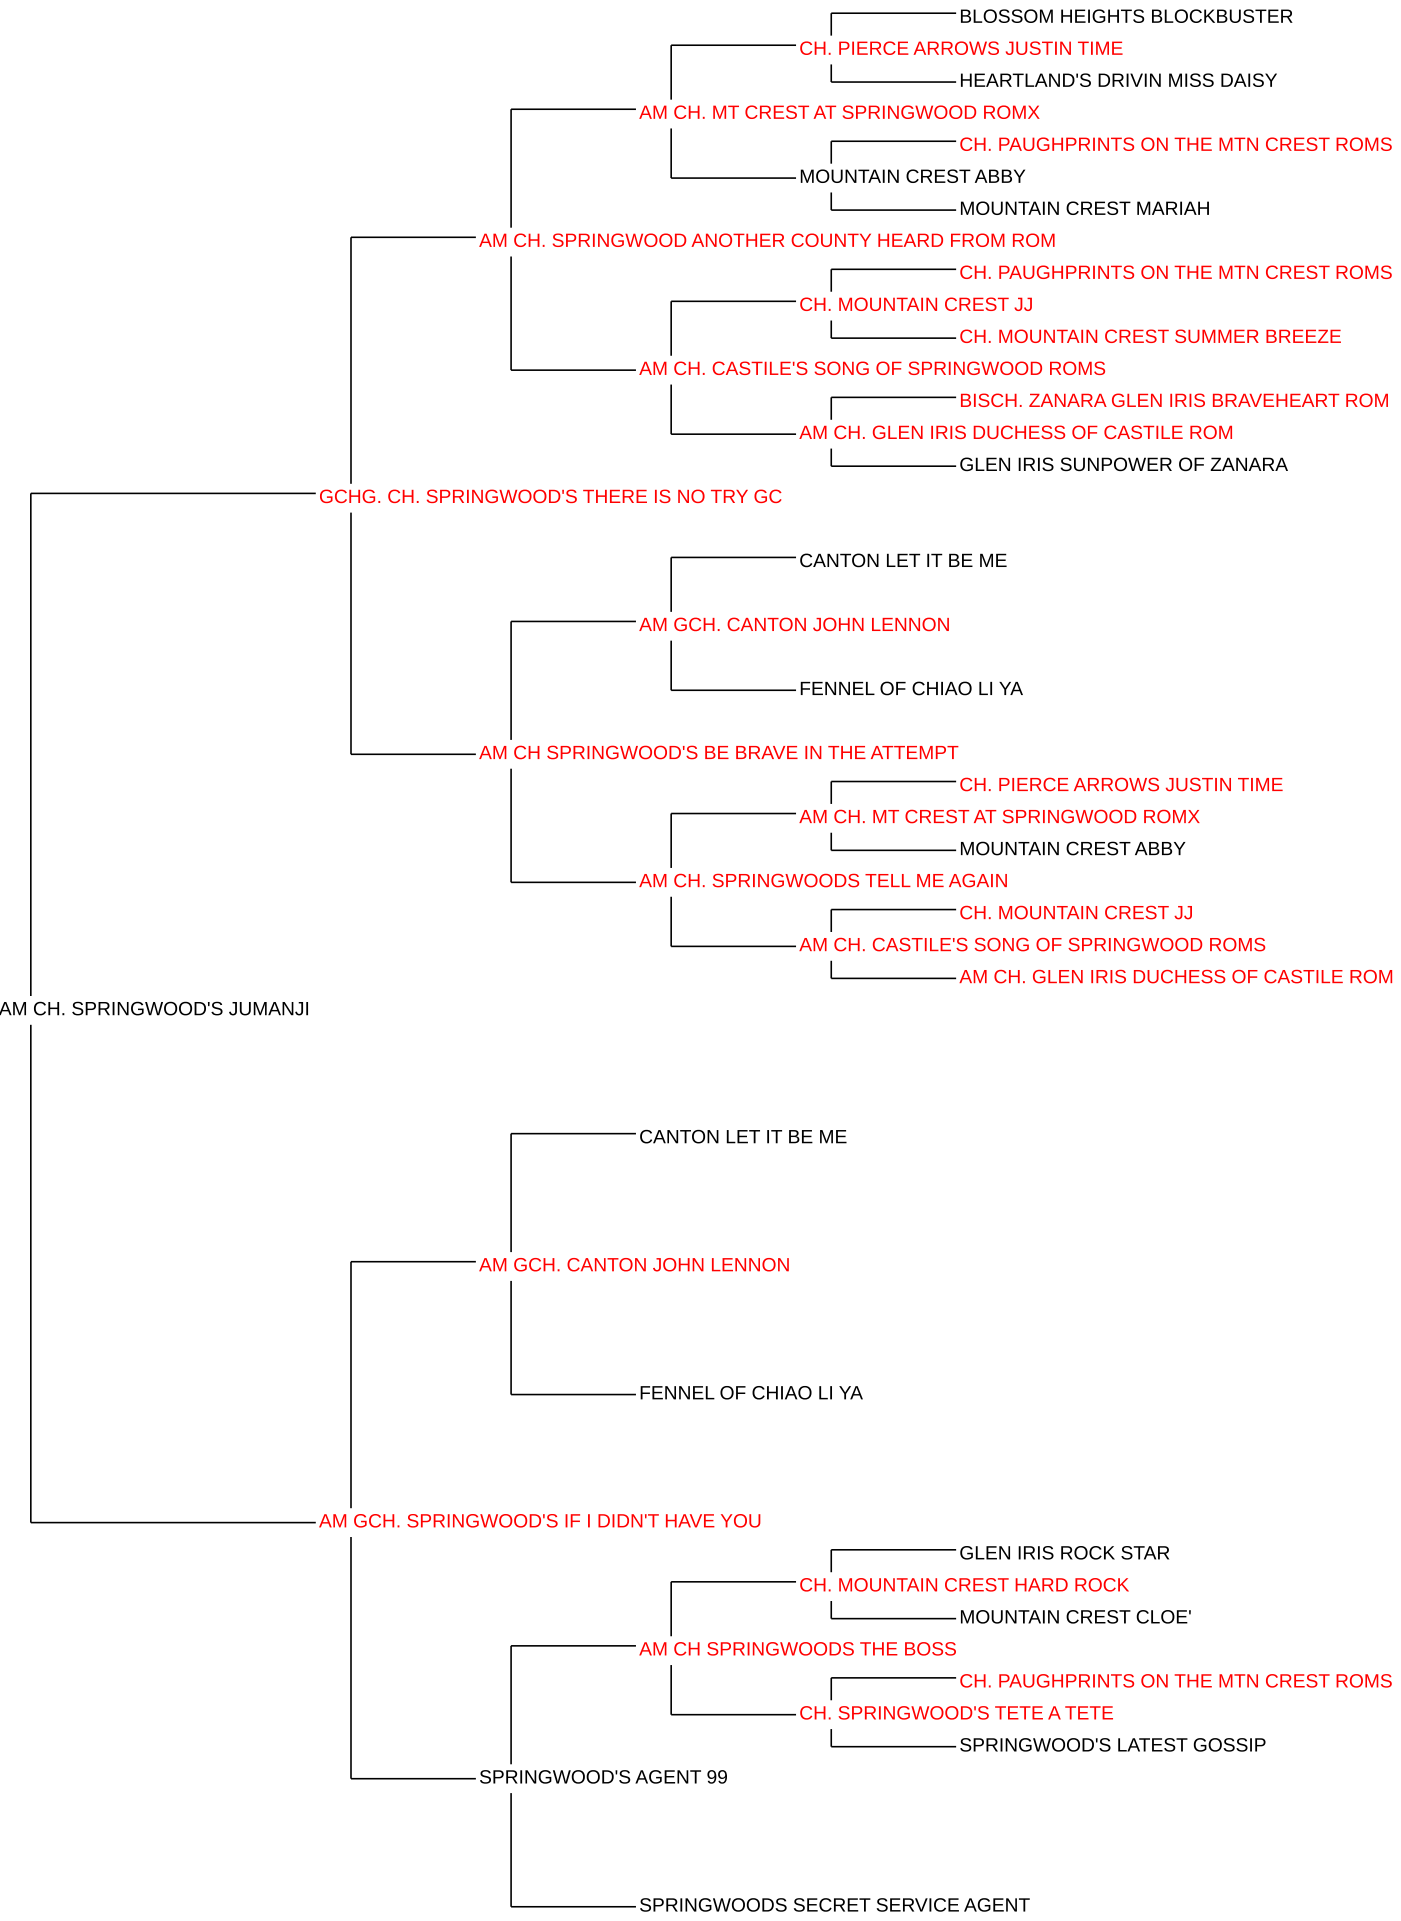 BLOSSOM HEIGHTS BLOCKBUSTER
CH. PIERCE ARROWS JUSTIN TIME
HEARTLAND'S DRIVIN MISS DAISY
AM CH. MT CREST AT SPRINGWOOD ROMX
CH. PAUGHPRINTS ON THE MTN CREST ROMS
MOUNTAIN CREST ABBY
MOUNTAIN CREST MARIAH
AM CH. SPRINGWOOD ANOTHER COUNTY HEARD FROM ROM
CH. PAUGHPRINTS ON THE MTN CREST ROMS
CH. MOUNTAIN CREST JJ
CH. MOUNTAIN CREST SUMMER BREEZE
AM CH. CASTILE'S SONG OF SPRINGWOOD ROMS
BISCH. ZANARA GLEN IRIS BRAVEHEART ROM
AM CH. GLEN IRIS DUCHESS OF CASTILE ROM
GLEN IRIS SUNPOWER OF ZANARA
GCHG. CH. SPRINGWOOD'S THERE IS NO TRY GC
CANTON LET IT BE ME
AM GCH. CANTON JOHN LENNON
FENNEL OF CHIAO LI YA
AM CH SPRINGWOOD'S BE BRAVE IN THE ATTEMPT
CH. PIERCE ARROWS JUSTIN TIME
AM CH. MT CREST AT SPRINGWOOD ROMX
MOUNTAIN CREST ABBY
AM CH. SPRINGWOODS TELL ME AGAIN
CH. MOUNTAIN CREST JJ
AM CH. CASTILE'S SONG OF SPRINGWOOD ROMS
AM CH. GLEN IRIS DUCHESS OF CASTILE ROM
AM CH. SPRINGWOOD'S JUMANJI
CANTON LET IT BE ME
AM GCH. CANTON JOHN LENNON
FENNEL OF CHIAO LI YA
AM GCH. SPRINGWOOD'S IF I DIDN'T HAVE YOU
GLEN IRIS ROCK STAR
CH. MOUNTAIN CREST HARD ROCK
MOUNTAIN CREST CLOE'
AM CH SPRINGWOODS THE BOSS
CH. PAUGHPRINTS ON THE MTN CREST ROMS
CH. SPRINGWOOD'S TETE A TETE
SPRINGWOOD'S LATEST GOSSIP
SPRINGWOOD'S AGENT 99
SPRINGWOODS SECRET SERVICE AGENT